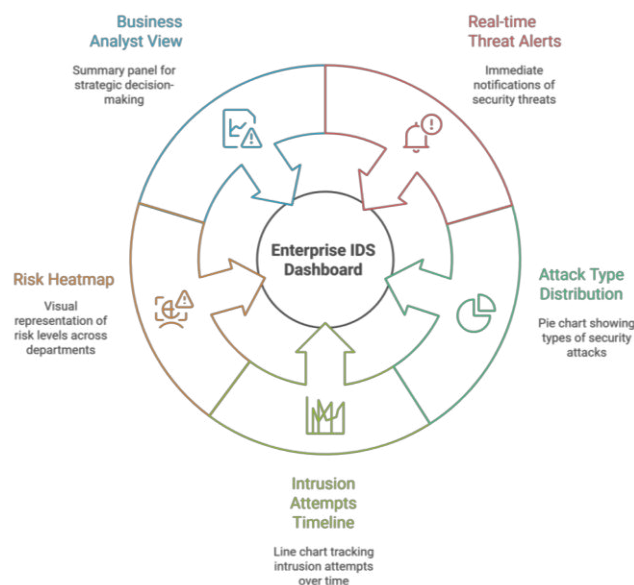 Business
Analyst View
Summary panel for
strategic decision-
making
Real-time
Threat Alerts
Immediate
notifications of
security threats
Enterprise IDS
Dashboard
Risk Heatmap
Visual
representation of
risk levels across
departments
Attack Type
Distribution
Pie chart showing
types of security
attacks
Intrusion
Attempts
Timeline
Line chart tracking
intrusion attempts
over time